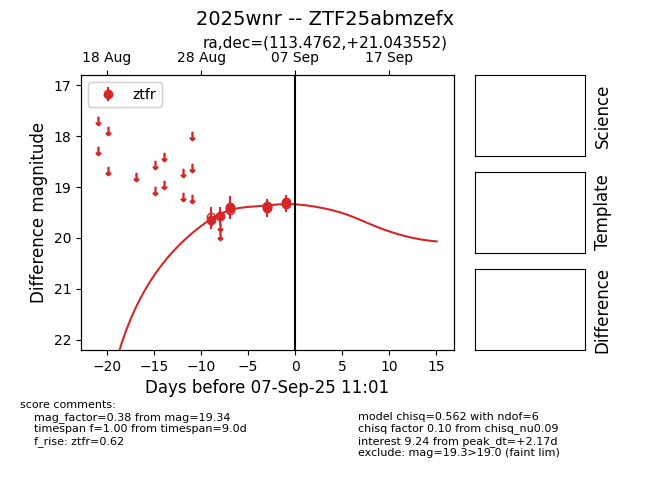 2025wnr -- ZTF25abmzefx
ra,dec=(113.4762,+21.043552)
18 Aug 28 Aug 07 Sep 17 Sep
ztfr
17
18
19
20
21
22
Difference magnitude
−20 −15 −10 −5 0 5 10 15
Days before 07-Sep-25 11:01
Science
Template
Difference
score comments:
mag_factor=0.38 from mag=19.34
timespan f=1.00 from timespan=9.0d
f_rise: ztfr=0.62
model chisq=0.562 with ndof=6
chisq factor 0.10 from chisq_nu0.09
interest 9.24 from peak_dt=+2.17d
exclude: mag=19.3>19.0 (faint lim)